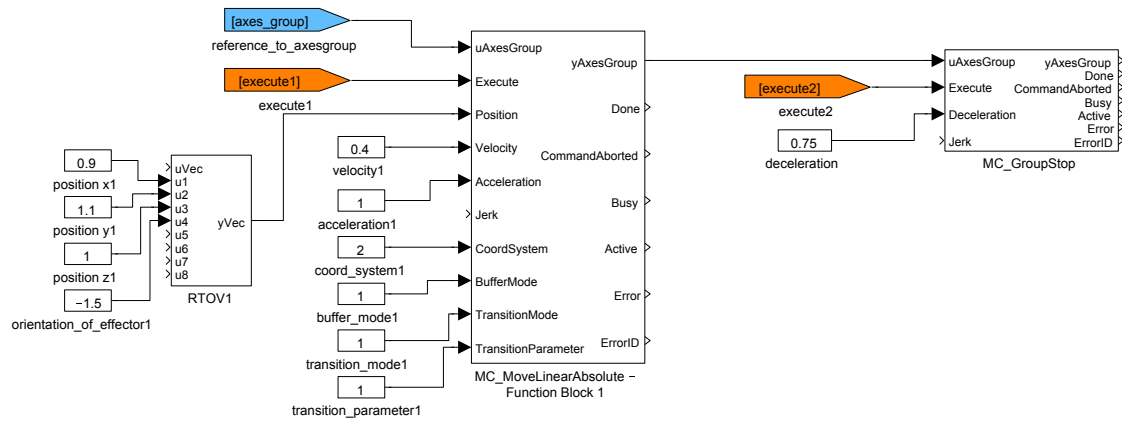 [axes_group]
reference_to_axesgroup
[execute1]
execute1
0.9
position x1
1.1
position y1
1
position z1
−1.5
orientation_of_effector1
uVec
u1
u2
u3
u4
u5
u6
u7
u8
yVec
RTOV1
0.4
velocity1
1
acceleration1
2
coord_system1
1
buffer_mode1
1
transition_mode1
1
transition_parameter1
uAxesGroup
Execute
Position
Velocity
Acceleration
Jerk
CoordSystem
BufferMode
TransitionMode
TransitionParameter
yAxesGroup
Done
CommandAborted
Busy
Active
Error
ErrorID
MC_MoveLinearAbsolute −
Function Block 1
[execute2]
execute2
0.75
deceleration
uAxesGroup
Execute
Deceleration
Jerk
yAxesGroup
Done
CommandAborted
Busy
Active
Error
ErrorID
MC_GroupStop